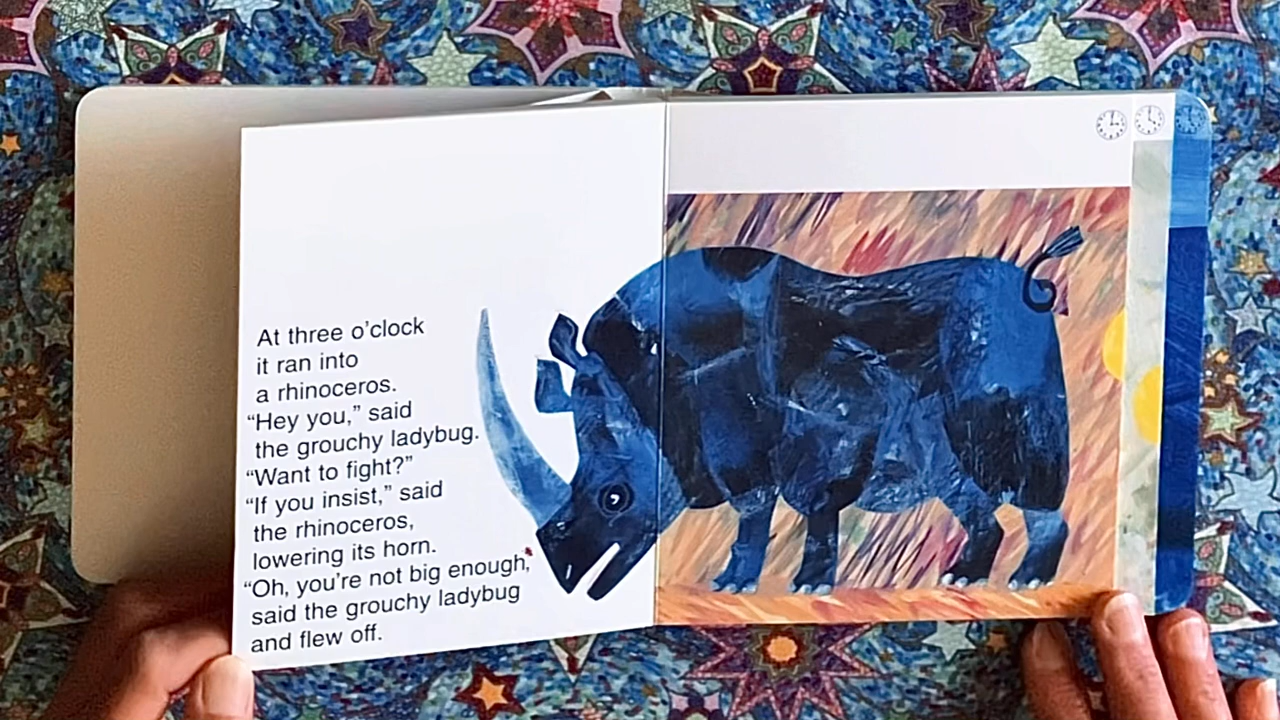 At three o’clock
it ran into
a rhinoceros.
“Hey you,” said
the grouchy ladybug.
“Want to fight?”
“If you insist,” said
the rhinoceros,
lowering its horn.
“Oh, you’re not big enough,”
said the grouchy ladybug
and flew off.